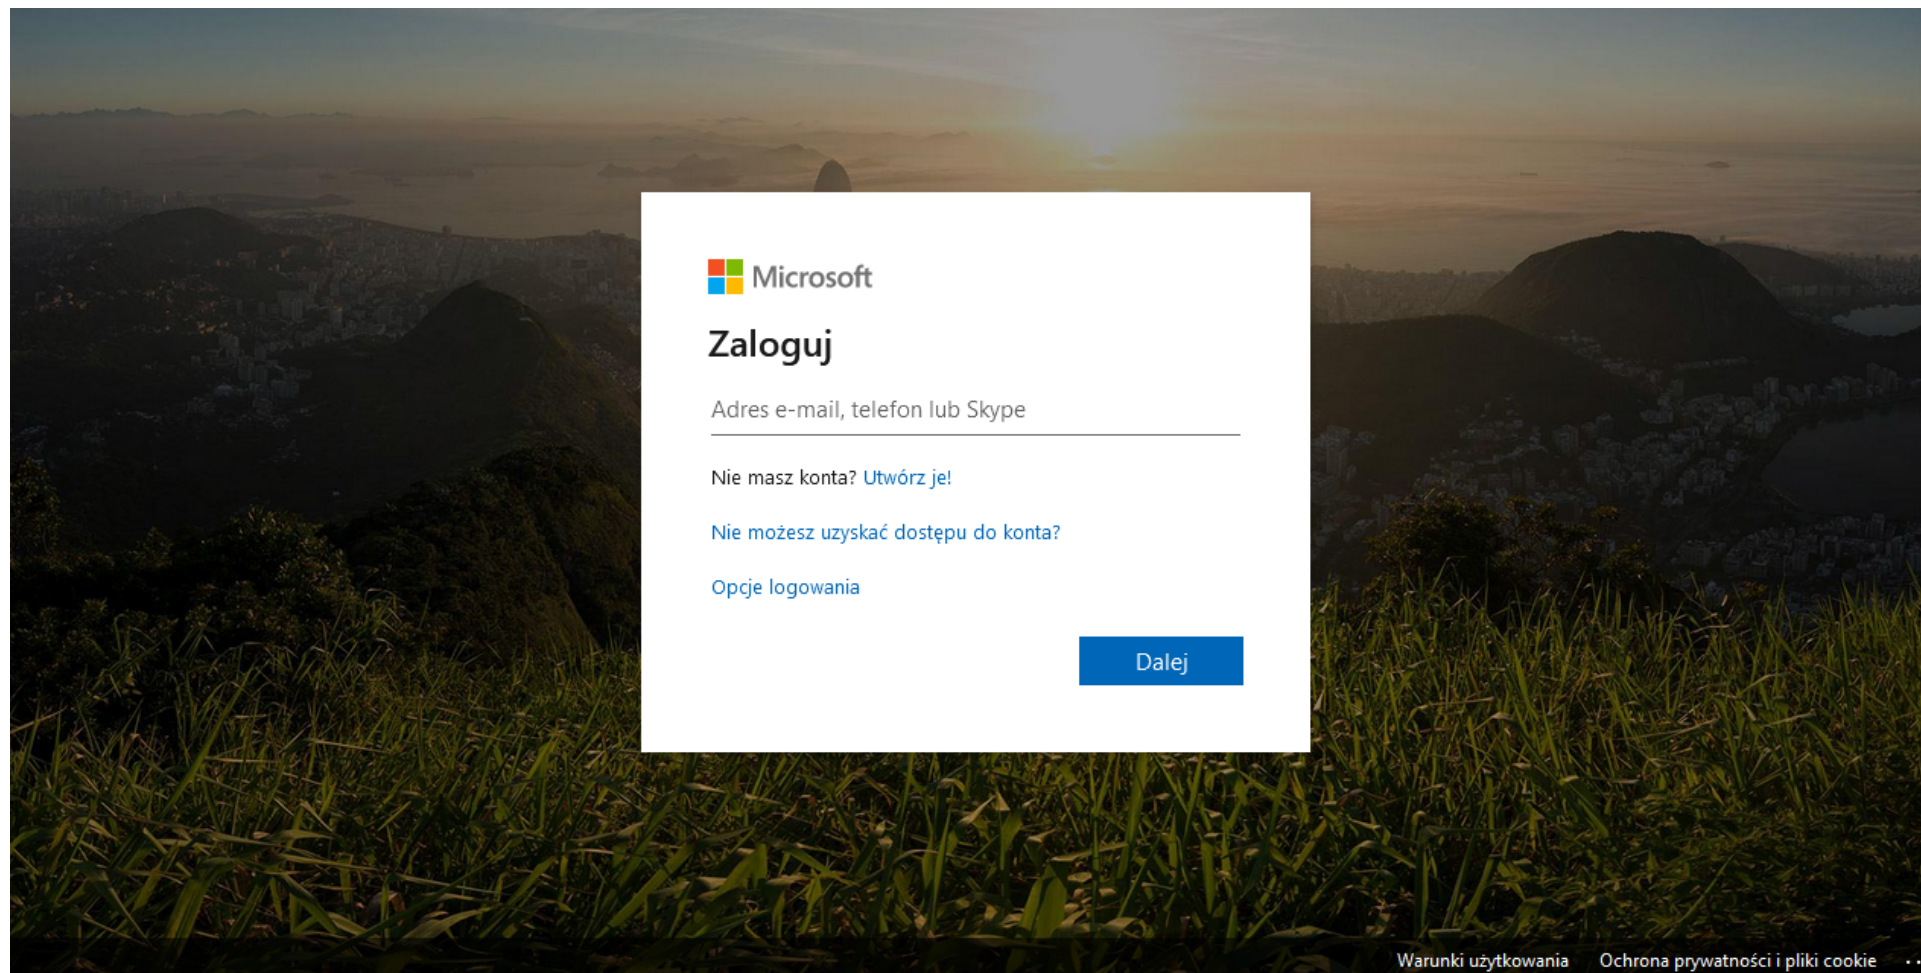 Microsoft
Zaloguj
Adres e-mail, telefon lub Skype
Nie masz konta? Utwórz je!
Nie możesz uzyskać dostępu do konta?
Opcje logowania
Dalej
Warunki użytkowania Ochrona prywatności i pliki cookie